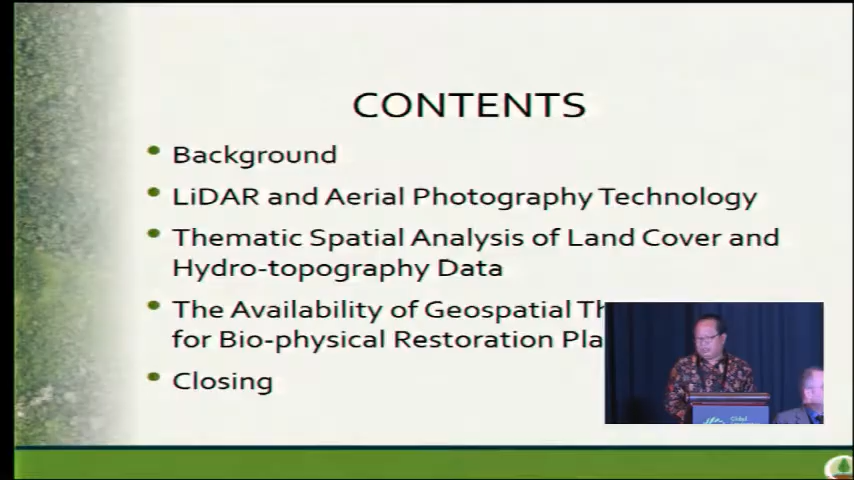 CONTENTS
Background
LiDAR and Aerial Photography Technology
Thematic Spatial Analysis of Land Cover and
Hydro-topography Data
The Availability of Geospatial
for Bio-physical Restoration
Closing